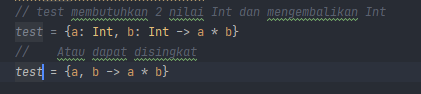 // test membutuhkan 2 nilai Int dan mengembalikan Int
test = {a: Int, b: Int -> a * b}
// Atau dapat disingkat
test = {a, b -> a * b}